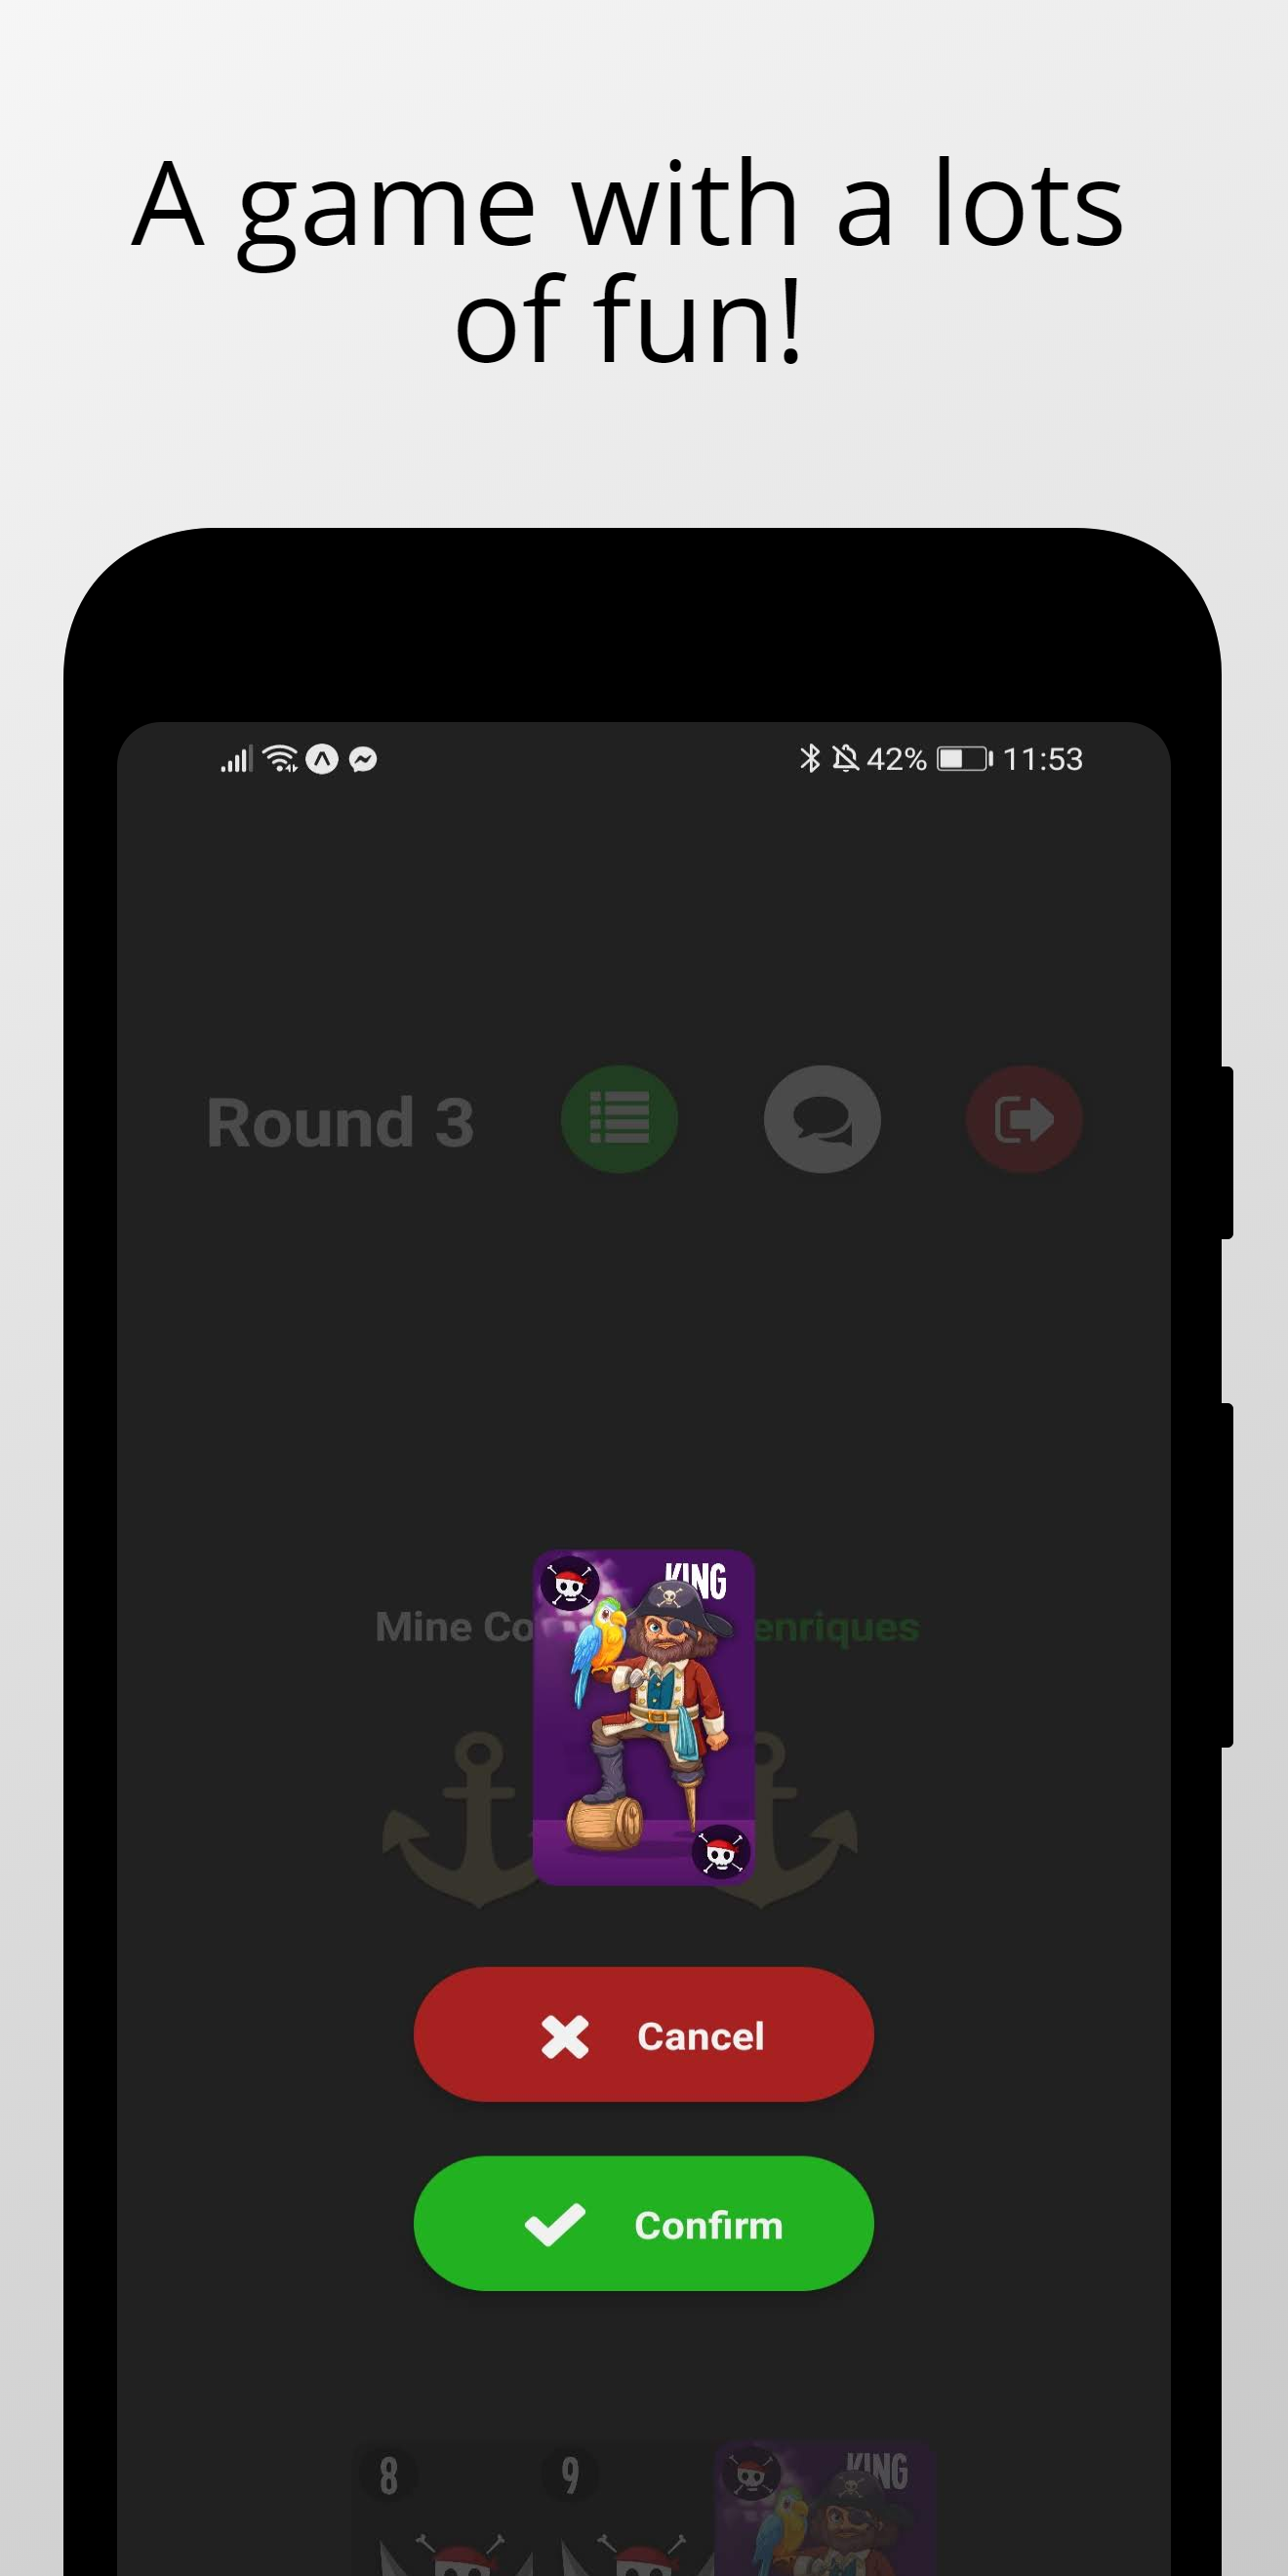 A game with a lots
of fun!
42% 11:53
Round 3
KING
Mine Co enriques
Cancel
Confirm
8 9 KING